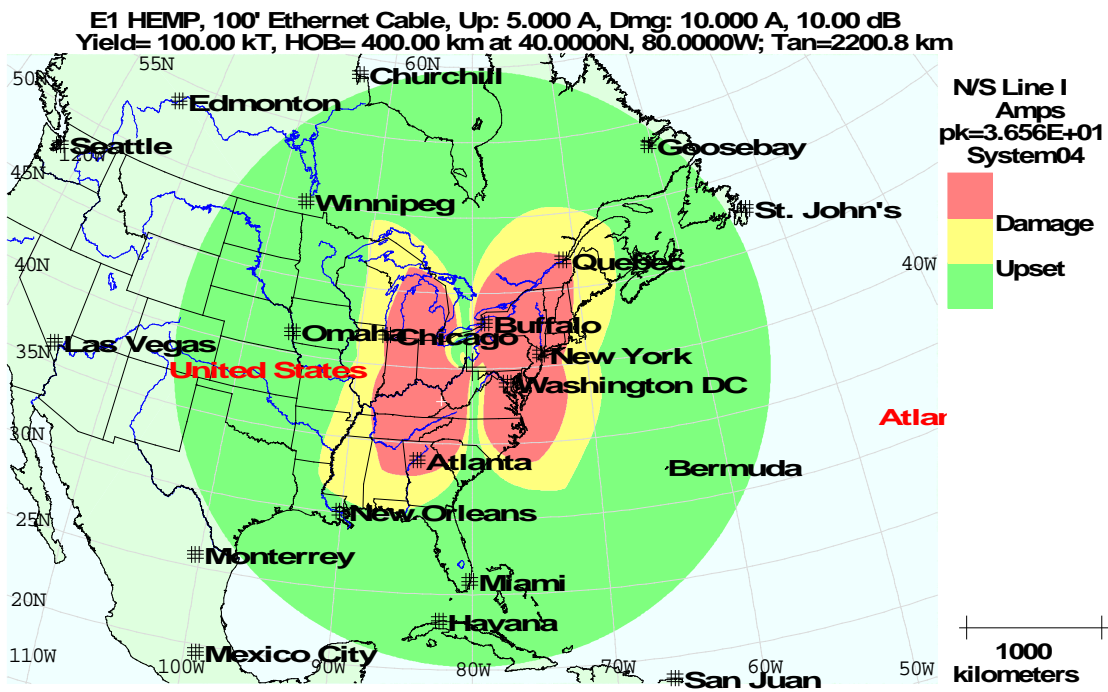 E1 HEMP, 100' Ethernet Cable, Up: 5.000 A, Dmg: 10.000 A, 10.00 dB
Yield= 100.00 kT, HOB= 400.00 km at 40.0000N, 80.0000W; Tan=2200.8 km
50N
55N
60N
Churchill
Edmonton
Seattle
120W
45N
Goosebay
Winnipeg
St. John's
40N
Quebec
40W
Omaha
Chicago
Buffalo
Las Vegas
35N
New York
United States
Washington DC
Atlan
30N
Atlanta
Bermuda
25N
New Orleans
Monterrey
Miami
20N
Havana
110W
Mexico City
100W
90W
80W
70W
60W
50W
San Juan
N/S Line I
Amps
pk=3.656E+01
System04
Damage
Upset
1000
kilometers